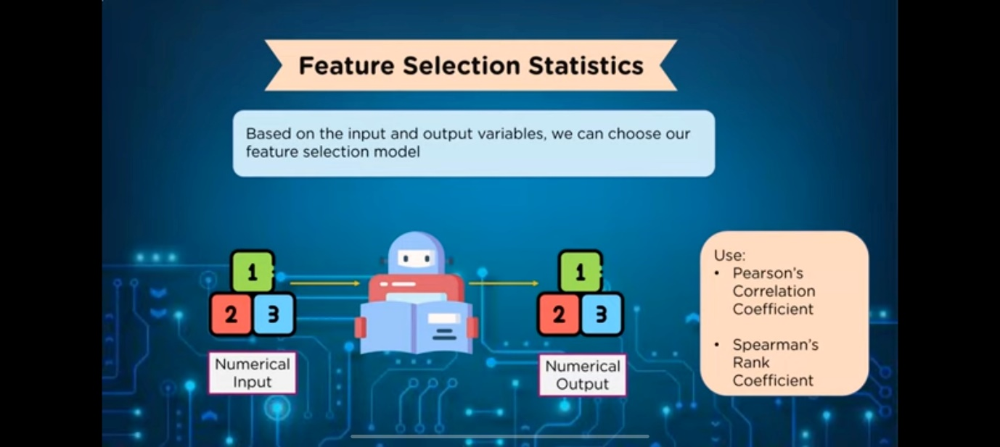 Feature Selection Statistics
Based on the input and output variables, we can choose our
feature selection model
1
2 3
Numerical
Input
1
2 3
Numerical
Output
Use:
• Pearson's
Correlation
Coefficient
• Spearman's
Rank
Coefficient